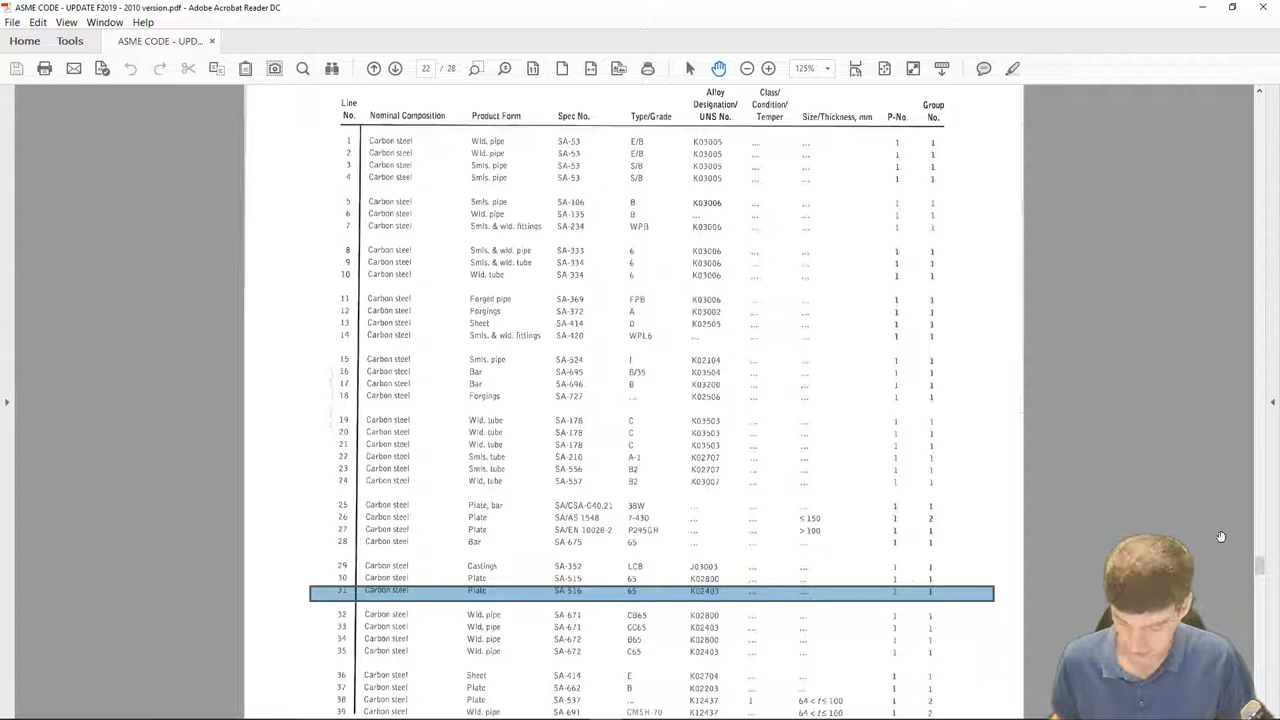 ASME CODE - UPDATE F2019 - 2010 version.pdf - Adobe Acrobat Reader DC
File Edit View Window Help
Home Tools ASME CODE - UPD... ×
22 / 28 125%
Alloy Class/
Line Designation/ Condition/ Group
No. Nominal Composition Product Form Spec No. Type/Grade UNS No. Temper Size/Thickness, mm P-No. No.
1 Carbon steel Wld. pipe SA-53 E/B K03005 ... ... 1 1
2 Carbon steel Wld. pipe SA-53 E/B K03005 ... ... 1 1
3 Carbon steel Smls. pipe SA-53 S/B K03005 ... ... 1 1
4 Carbon steel Smls. pipe SA-53 S/B K03005 ... ... 1 1
5 Carbon steel Smls. pipe SA-106 B K03006 ... ... 1 1
6 Carbon steel Wld. pipe SA-135 B ... ... ... 1 1
7 Carbon steel Smls. & wld. fittings SA-234 WPB K03006 ... ... 1 1
8 Carbon steel Smls. & wld. pipe SA-333 6 K03006 ... ... 1 1
9 Carbon steel Smls. & wld. tube SA-334 6 K03006 ... ... 1 1
10 Carbon steel Wld. tube SA-334 6 K03006 ... ... 1 1
11 Carbon steel Forged pipe SA-369 FPB K03006 ... ... 1 1
12 Carbon steel Forgings SA-372 A K03002 ... ... 1 1
13 Carbon steel Sheet SA-414 D K02505 ... ... 1 1
14 Carbon steel Smls. & wld. fittings SA-420 WPL6 ... ... ... 1 1
15 Carbon steel Smls. pipe SA-524 I K02104 ... ... 1 1
16 Carbon steel Bar SA-695 B/35 K03504 ... ... 1 1
17 Carbon steel Bar SA-696 B K03200 ... ... 1 1
18 Carbon steel Forgings SA-727 ... K02506 ... ... 1 1
19 Carbon steel Wld. tube SA-178 C K03503 ... ... 1 1
20 Carbon steel Wld. tube SA-178 C K03503 ... ... 1 1
21 Carbon steel Wld. tube SA-178 C K03503 ... ... 1 1
22 Carbon steel Smls. tube SA-210 A-1 K02707 ... ... 1 1
23 Carbon steel Smls. tube SA-556 B2 K02707 ... ... 1 1
24 Carbon steel Wld. tube SA-557 B2 K03007 ... ... 1 1
25 Carbon steel Plate, bar SA/CSA-G40.21 38W ... ... ... 1 1
26 Carbon steel Plate SA/AS 1548 7-430 ... ... ≤ 150 1 2
27 Carbon steel Plate SA/EN 10028-2 P295GH ... ... > 100 1 1
28 Carbon steel Bar SA-675 65 ... ... ... 1 1
29 Carbon steel Castings SA-352 LCB J03003 ... ... 1 1
30 Carbon steel Plate SA-515 65 K02800 ... ... 1 1
31 Carbon steel Plate SA-516 65 K02403 ... ... 1 1
32 Carbon steel Wld. pipe SA-671 CB65 K02800 ... ... 1 1
33 Carbon steel Wld. pipe SA-671 CC65 K02403 ... ... 1 1
34 Carbon steel Wld. pipe SA-672 B65 K02800 ... ... 1 1
35 Carbon steel Wld. pipe SA-672 C65 K02403 ... ... 1 1
36 Carbon steel Sheet SA-414 E K02704 ... ... 1 1
37 Carbon steel Plate SA-662 B K02203 ... ... 1 1
38 Carbon steel Plate SA-537 ... K12437 1 64 < t ≤ 100 1 2
39 Carbon steel Wld. pipe SA-691 CMSH-70 K12437 ... 64 < t ≤ 100 1 2